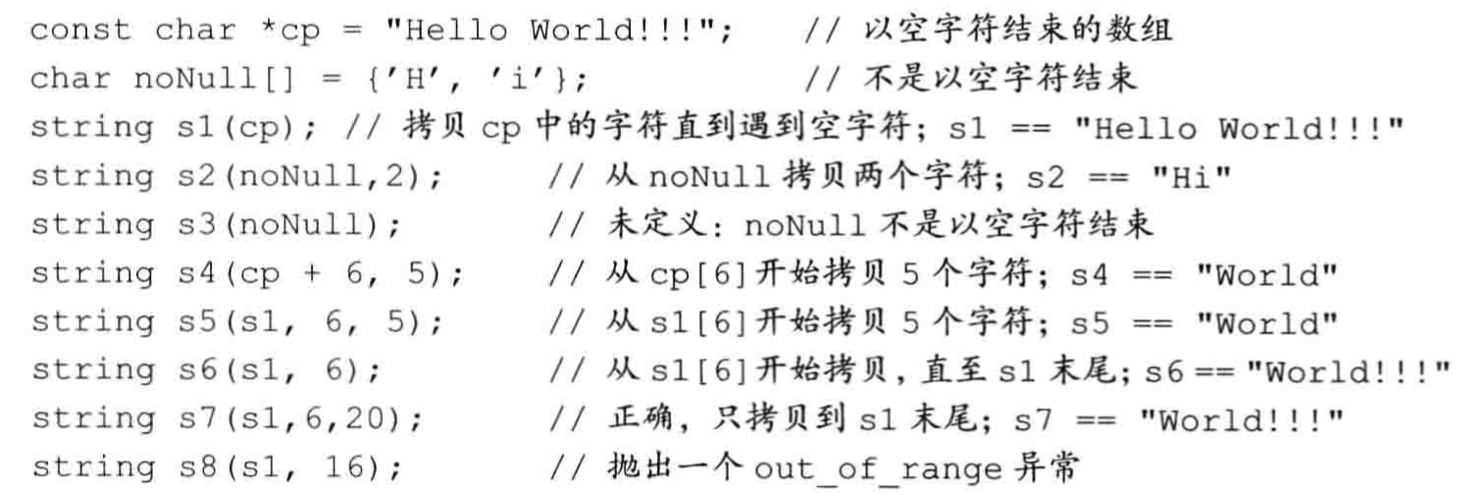 const char *cp = "Hello World!!!";   // 以空字符结束的数组
char noNull[] = {'H', 'i'};          // 不是以空字符结束
string s1(cp); // 拷贝 cp 中的字符直到遇到空字符; s1 == "Hello World!!!"
string s2(noNull,2);      // 从 noNull 拷贝两个字符; s2 == "Hi"
string s3(noNull);        // 未定义: noNull 不是以空字符结束
string s4(cp + 6, 5);     // 从 cp[6]开始拷贝 5 个字符; s4 == "World"
string s5(s1, 6, 5);      // 从 s1[6]开始拷贝 5 个字符; s5 == "World"
string s6(s1, 6);         // 从 s1[6]开始拷贝, 直至 s1 末尾; s6 == "World!!!"
string s7(s1,6,20);       // 正确, 只拷贝到 s1 末尾; s7 == "World!!!"
string s8(s1, 16);        // 抛出一个 out_of_range 异常